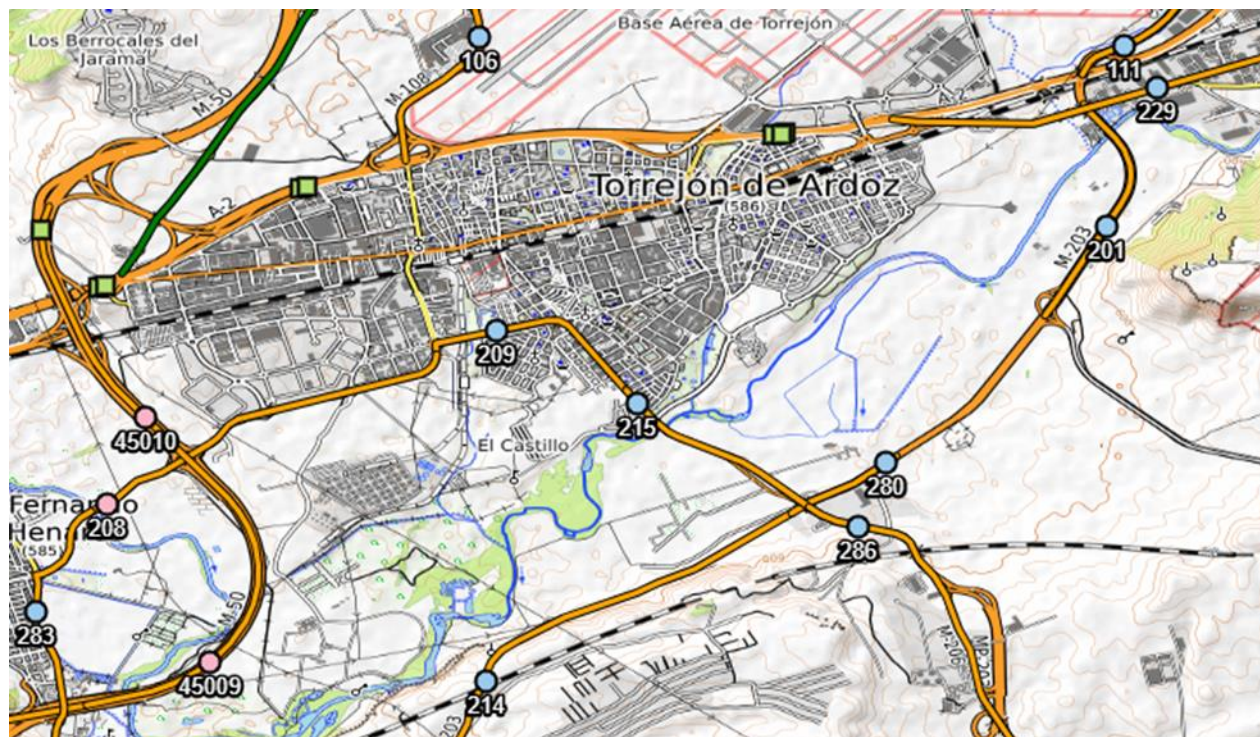 Base Aérea de Torrejón
Los Berrocales del
Jarama
106
111
M-50
M-108
229
A-2
Torrejón de Ardoz
(586)
A-2
201
M-203
209
215
45010
El Castillo
280
208
(585)
286
283
M-50
45009
M-206
214
203